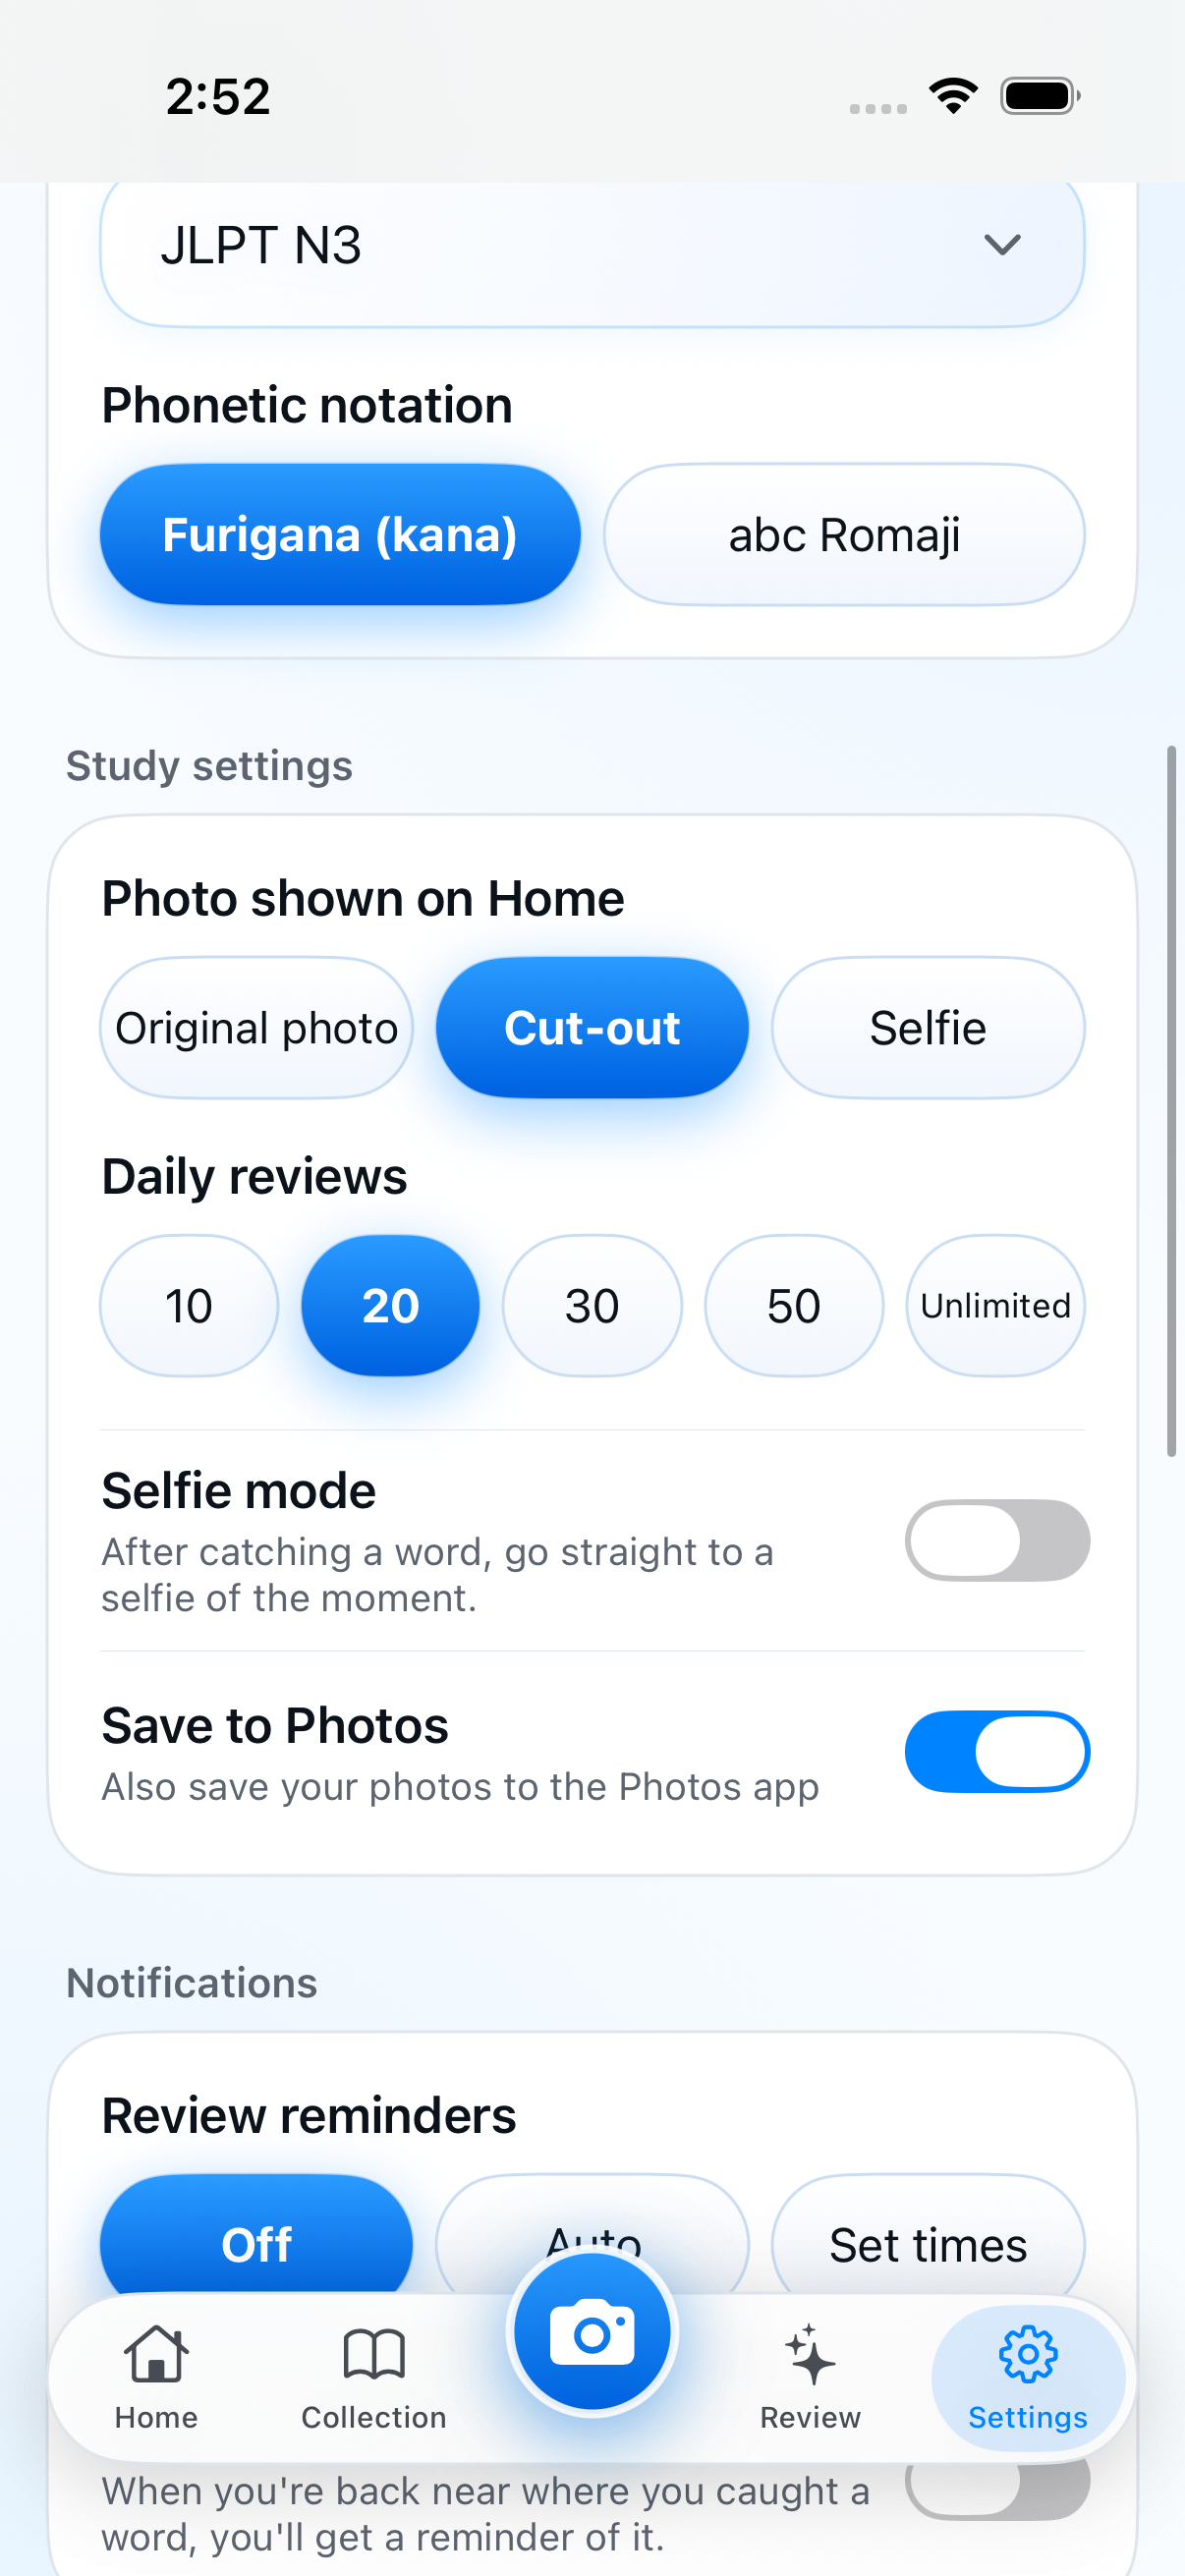 2:52
JLPT N3
Phonetic notation
Furigana (kana)
abc Romaji
Study settings
Photo shown on Home
Original photo
Cut-out
Selfie
Daily reviews
10
20
30
50
Unlimited
Selfie mode
After catching a word, go straight to a
selfie of the moment.
Save to Photos
Also save your photos to the Photos app
Notifications
Review reminders
Off
Auto
Set times
Home
Collection
Review
Settings
When you're back near where you caught a
word, you'll get a reminder of it.